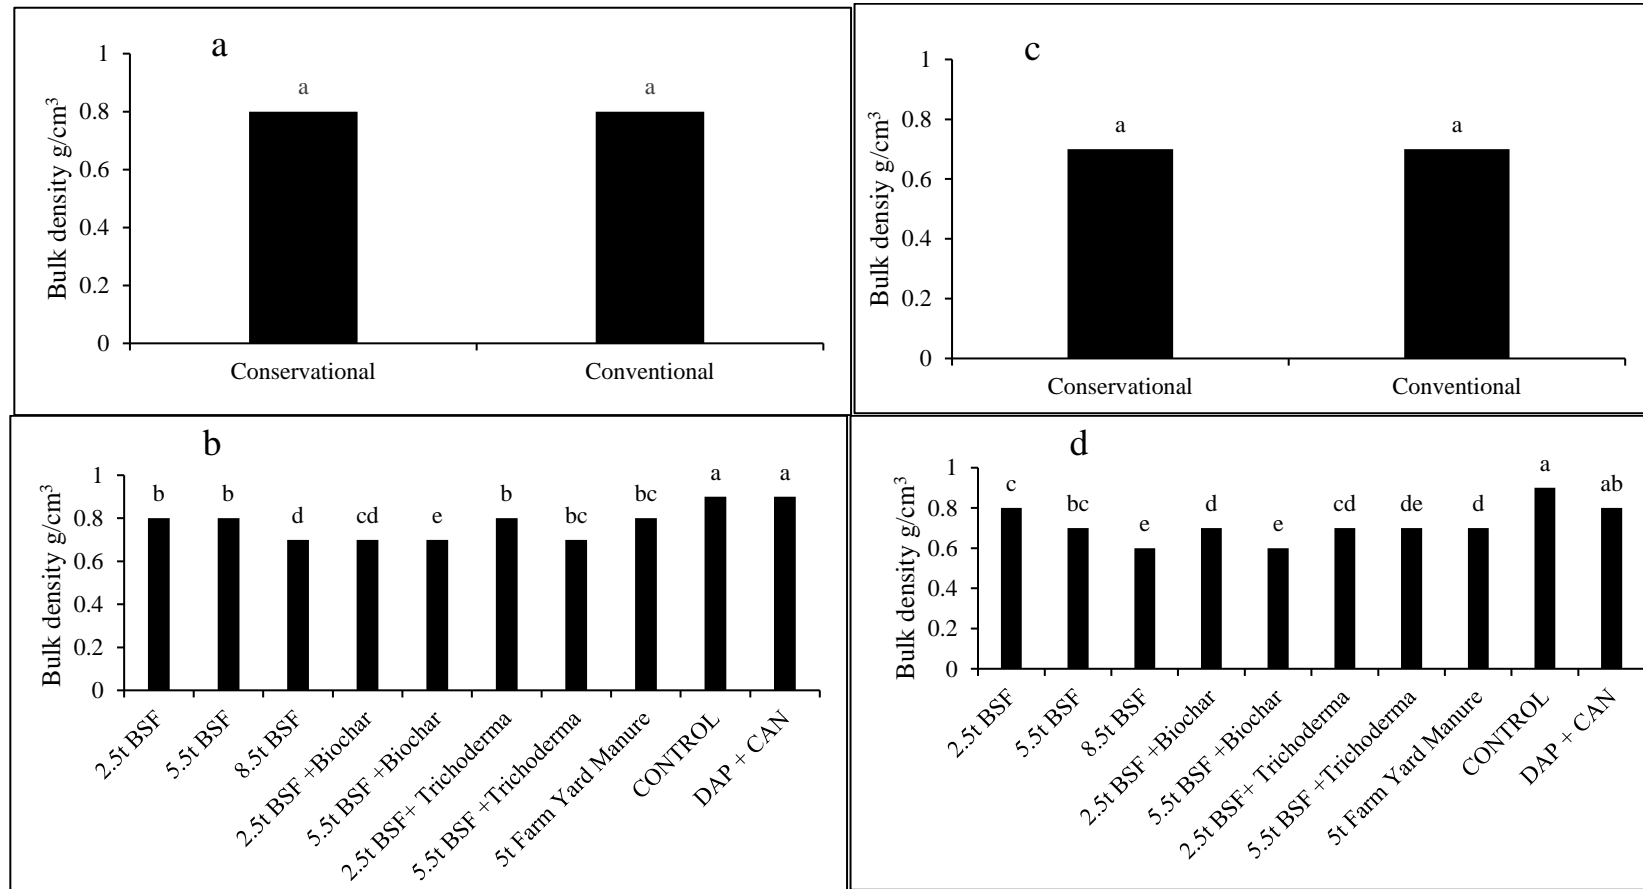 a
Bulk density g/cm³
1
0.8
0.6
0.4
0.2
0
a
a
Conservational
Conventional
c
Bulk densiy g/cm³
1
0.8
0.6
0.4
0.2
0
a
a
Conservational
Conventional
b
Bulk density g/cm³
1
0.8
0.6
0.4
0.2
0
b
b
d
cd
e
b
bc
bc
a
a
2.5t BSF
5.5t BSF
8.5t BSF
2.5t BSF +Biochar
5.5t BSF +Biochar
2.5t BSF+ Trichoderma
5.5t BSF +Trichoderma
5t Farm Yard Manure
CONTROL
DAP + CAN
d
Bulk density g/cm³
1
0.8
0.6
0.4
0.2
0
c
bc
e
d
e
cd
de
d
a
ab
2.5t BSF
5.5t BSF
8.5t BSF
2.5t BSF +Biochar
5.5t BSF +Biochar
2.5t BSF+ Trichoderma
5.5t BSF +Trichoderma
5t Farm Yard Manure
CONTROL
DAP + CAN